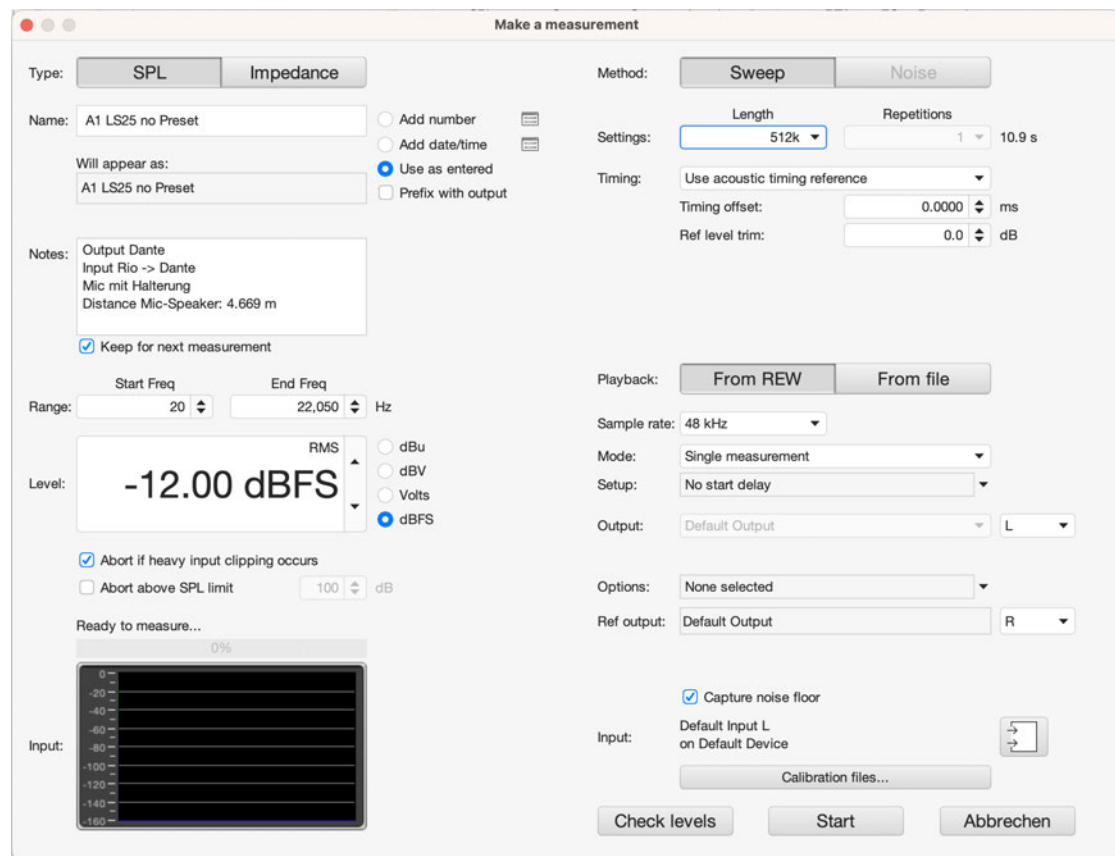 Make a measurement
Type:
SPL
Impedance
Name:
A1 LS25 no Preset
Add number
Add date/time
Use as entered
Prefix with output
Will appear as:
A1 LS25 no Preset
Notes:
Output Dante
Input Rio -> Dante
Mic mit Halterung
Distance Mic-Speaker: 4.669 m
Keep for next measurement
Start Freq
End Freq
Range:
20
22,050
Hz
Level:
RMS
-12.00 dBFS
dBu
dBV
Volts
dBFS
Abort if heavy input clipping occurs
Abort above SPL limit
100
dB
Ready to measure...
0%
Input:
0
-20
-40
-60
-80
-100
-120
-140
-160
Method:
Sweep
Noise
Length
Repetitions
Settings:
512k
1
10.9 s
Timing:
Use acoustic timing reference
Timing offset:
0.0000
ms
Ref level trim:
0.0
dB
Playback:
From REW
From file
Sample rate:
48 kHz
Mode:
Single measurement
Setup:
No start delay
Output:
Default Output
L
Options:
None selected
Ref output:
Default Output
R
Capture noise floor
Input:
Default Input L
on Default Device
Calibration files...
Check levels
Start
Abbrechen